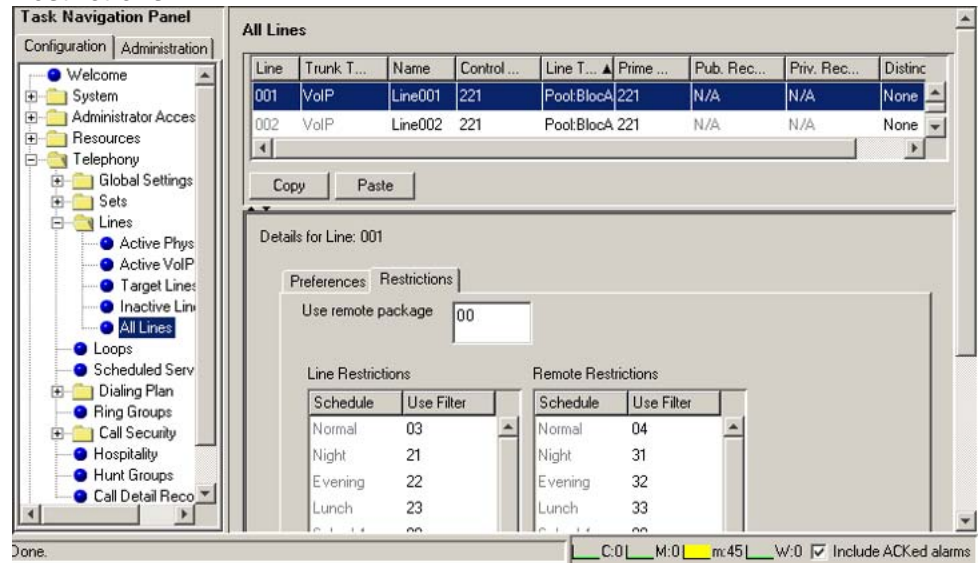 Task Navigation Panel
Configuration Administration
Welcome
System
Administrator Acces
Resources
Telephony
Global Settings
Sets
Lines
Active Phys
Active VoIP
Target Lines
Inactive Lin
All Lines
Loops
Scheduled Serv
Dialing Plan
Ring Groups
Call Security
Hospitality
Hunt Groups
Call Detail Reco
All Lines
Line Trunk T... Name Control ... Line T... Prime ... Pub. Rec... Priv. Rec... Distinc
001 VoIP Line001 221 Pool:BlocA 221 N/A N/A None
002 VoIP Line002 221 Pool:BlocA 221 N/A N/A None
Copy Paste
Details for Line: 001
Preferences Restrictions
Use remote package 00
Line Restrictions Remote Restrictions
Schedule Use Filter Schedule Use Filter
Normal 03 Normal 04
Night 21 Night 31
Evening 22 Evening 32
Lunch 23 Lunch 33
Done. C:0 M:0 m:45 W:0 Include ACKed alarms